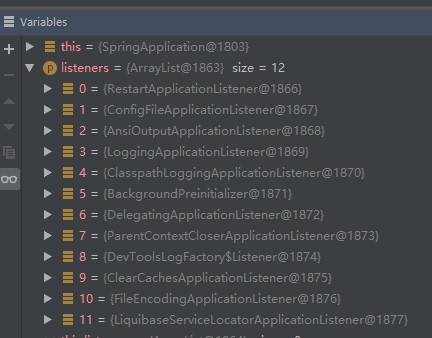 Variables
this = {SpringApplication@1803}
p listeners = {ArrayList@1863} size = 12
0 = {RestartApplicationListener@1866}
1 = {ConfigFileApplicationListener@1867}
2 = {AnsiOutputApplicationListener@1868}
3 = {LoggingApplicationListener@1869}
4 = {ClasspathLoggingApplicationListener@1870}
5 = {BackgroundPreinitializer@1871}
6 = {DelegatingApplicationListener@1872}
7 = {ParentContextCloserApplicationListener@1873}
8 = {DevToolsLogFactory$Listener@1874}
9 = {ClearCachesApplicationListener@1875}
10 = {FileEncodingApplicationListener@1876}
11 = {LiquibaseServiceLocatorApplicationListener@1877}